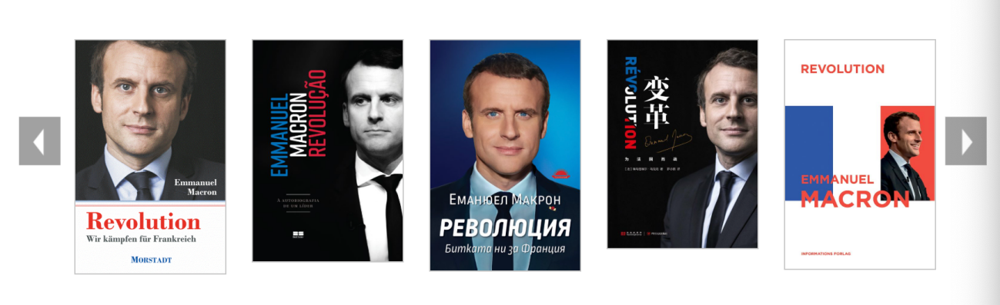 Emmanuel
Macron
Revolution
Wir kämpfen für Frankreich
MORSTADT
EMMANUEL
MACRON
REVOLUÇÃO
A AUTOBIOGRAFIA
DE UM LÍDER
ЕМАНЮЕЛ МАКРОН
РЕВОЛЮЦИЯ
Битката ни за Франция
RÉVOLUTION
变革
为 法 国 而 战
REVOLUTION
EMMANUEL
MACRON
INFORMATIONS FORLAG